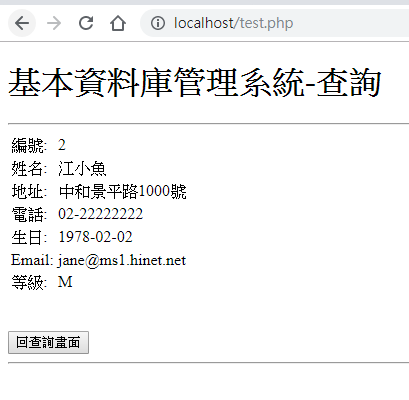 localhost/test.php
基本資料庫管理系統-查詢
編號: 2
姓名: 江小魚
地址: 中和景平路1000號
電話: 02-22222222
生日: 1978-02-02
Email: jane@ms1.hinet.net
等級: M
回查詢畫面